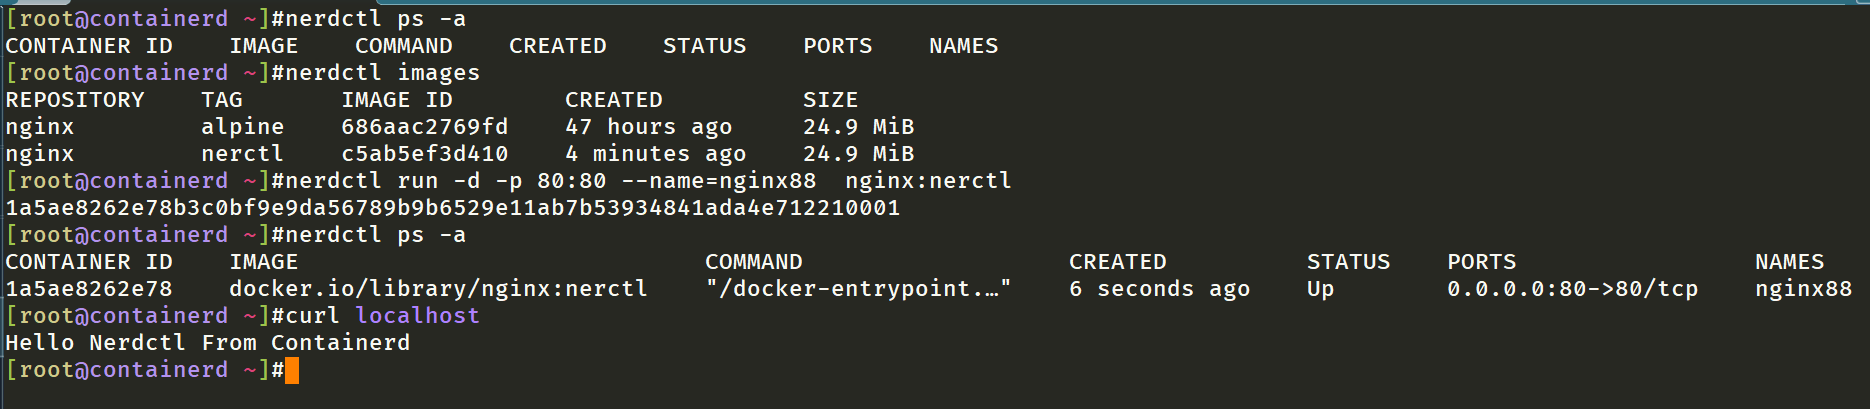 [root@containerd ~]#nerdctl ps -a
CONTAINER ID    IMAGE    COMMAND    CREATED    STATUS    PORTS    NAMES
[root@containerd ~]#nerdctl images
REPOSITORY    TAG       IMAGE ID        CREATED          SIZE
nginx         alpine    686aac2769fd    47 hours ago     24.9 MiB
nginx         nerctl    c5ab5ef3d410    4 minutes ago    24.9 MiB
[root@containerd ~]#nerdctl run -d -p 80:80 --name=nginx88  nginx:nerctl
1a5ae8262e78b3c0bf9e9da56789b9b6529e11ab7b53934841ada4e712210001
[root@containerd ~]#nerdctl ps -a
CONTAINER ID    IMAGE                             COMMAND                   CREATED          STATUS    PORTS                 NAMES
1a5ae8262e78    docker.io/library/nginx:nerctl    "/docker-entrypoint.…"    6 seconds ago    Up        0.0.0.0:80->80/tcp    nginx88
[root@containerd ~]#curl localhost
Hello Nerdctl From Containerd
[root@containerd ~]#